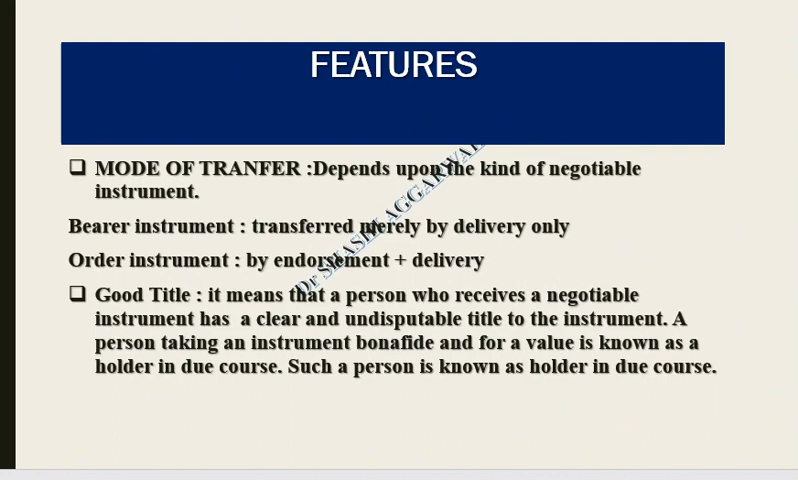 FEATURES
❑ MODE OF TRANFER :Depends upon the kind of negotiable
instrument.
Bearer instrument : transferred merely by delivery only
Order instrument : by endorsement + delivery
❑ Good Title : it means that a person who receives a negotiable
instrument has a clear and undisputable title to the instrument. A
person taking an instrument bonafide and for a value is known as a
holder in due course. Such a person is known as holder in due course.
Dr SHASHI AGGARWAL